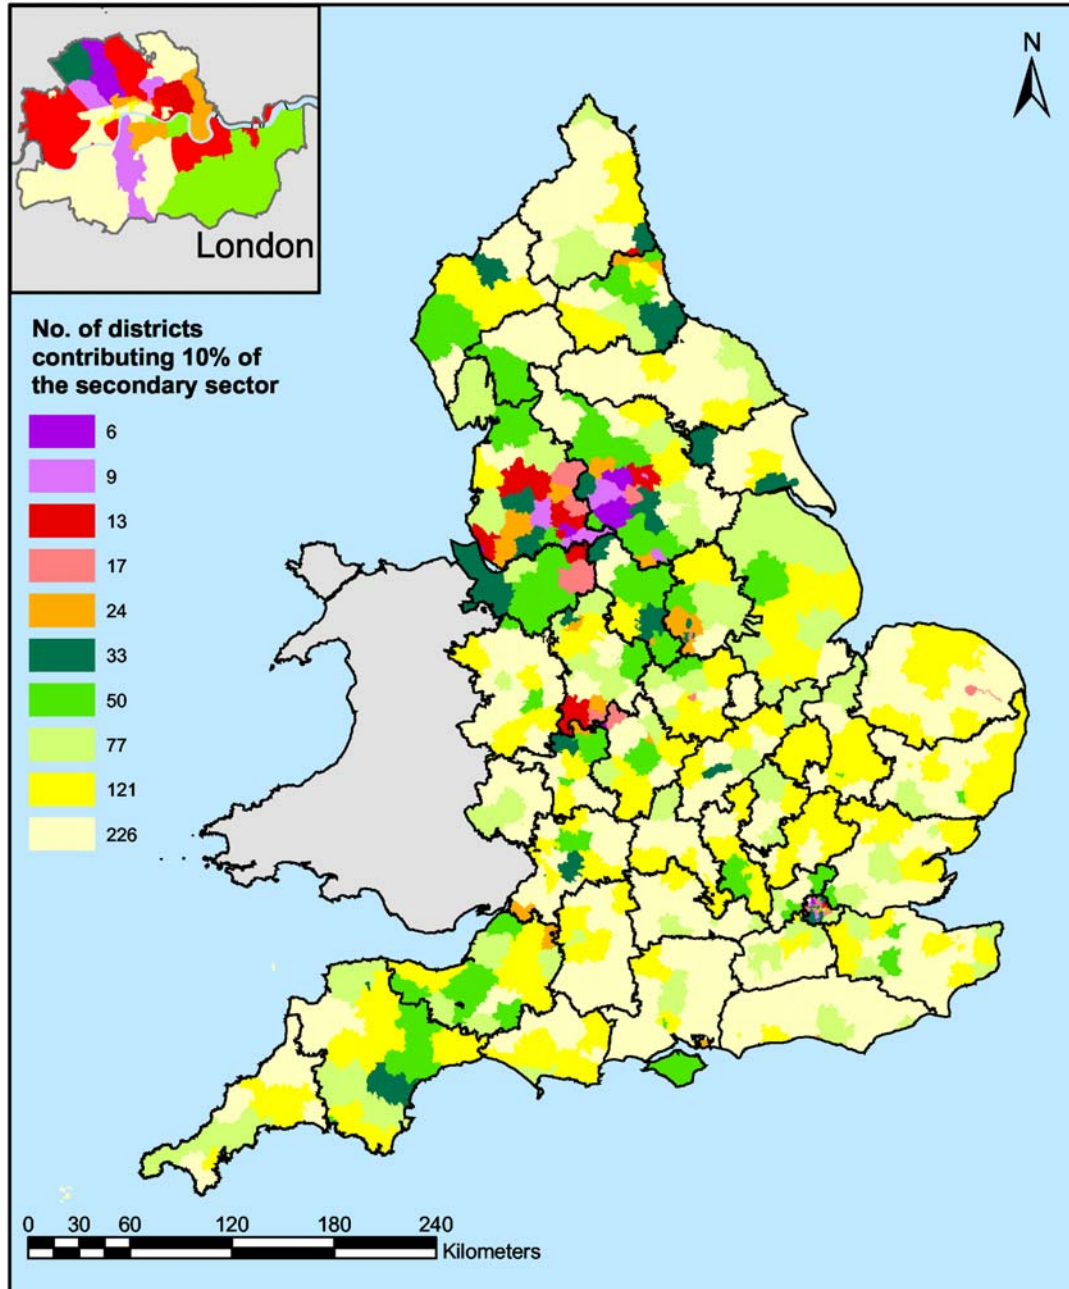 N
London
No. of districts
contributing 10% of
the secondary sector
6
9
13
17
24
33
50
77
121
226
0 30 60 120 180 240
Kilometers